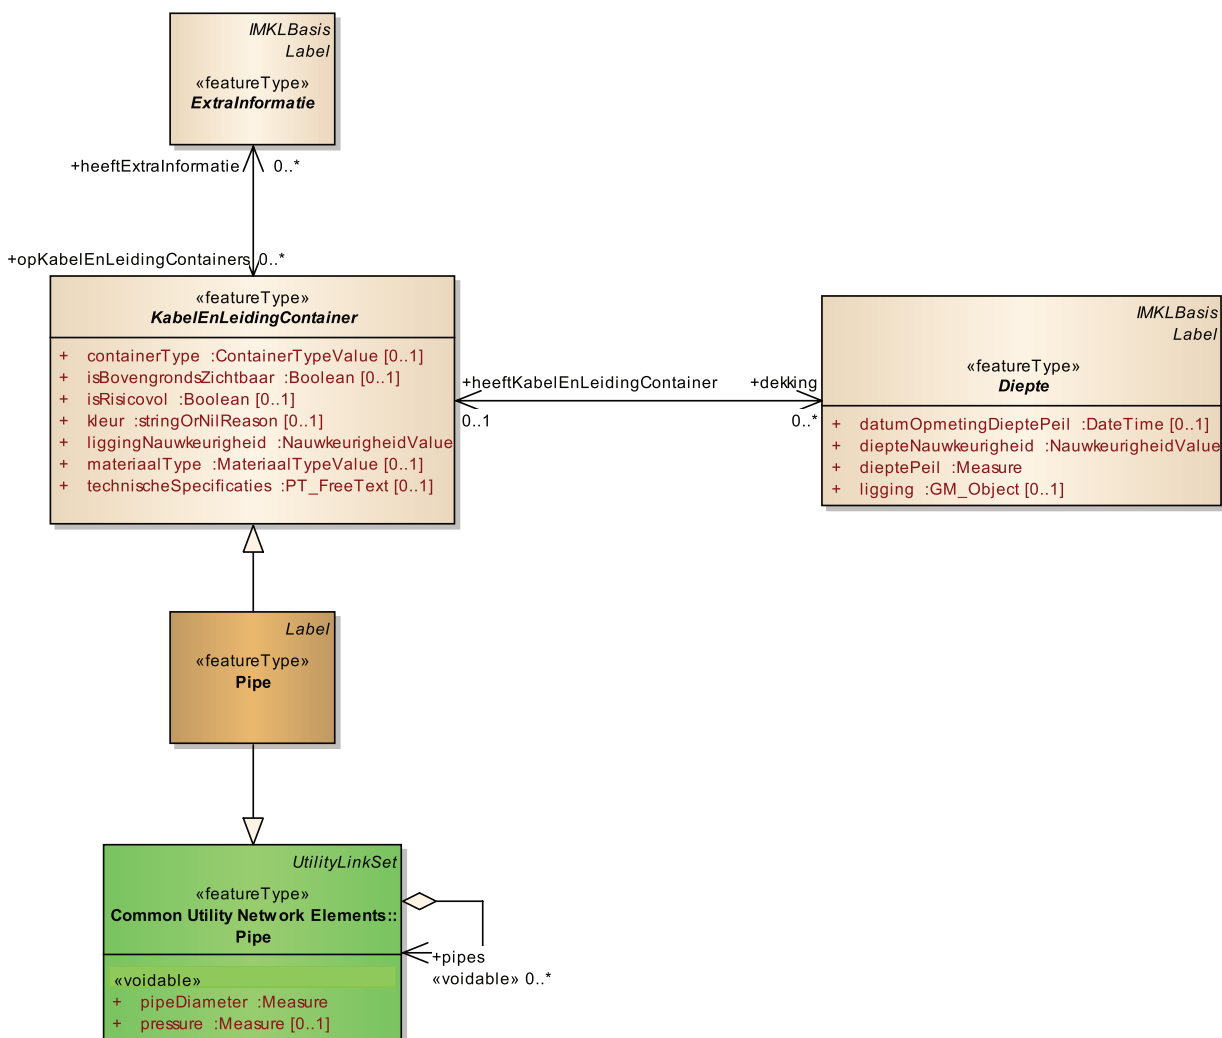 IMKLBasis
Label
«featureType»
ExtraInformatie
+heeftExtraInformatie 0..*
+opKabelEnLeidingContainers 0..*
«featureType»
KabelEnLeidingContainer
+ containerType :ContainerTypeValue [0..1]
+ isBovengrondsZichtbaar :Boolean [0..1]
+ isRisicovol :Boolean [0..1]
+ kleur :stringOrNilReason [0..1]
+ liggingNauwkeurigheid :NauwkeurigheidValue
+ materiaalType :MateriaalTypeValue [0..1]
+ technischeSpecificaties :PT_FreeText [0..1]
+heeftKabelEnLeidingContainer
0..1
+dekking
0..*
IMKLBasis
Label
«featureType»
Diepte
+ datumOpmetingDieptePeil :DateTime [0..1]
+ diepteNauwkeurigheid :NauwkeurigheidValue
+ dieptePeil :Measure
+ ligging :GM_Object [0..1]
Label
«featureType»
Pipe
UtilityLinkSet
«featureType»
Common Utility Network Elements::
Pipe
«voidable»
+ pipeDiameter :Measure
+ pressure :Measure [0..1]
+pipes
«voidable» 0..*